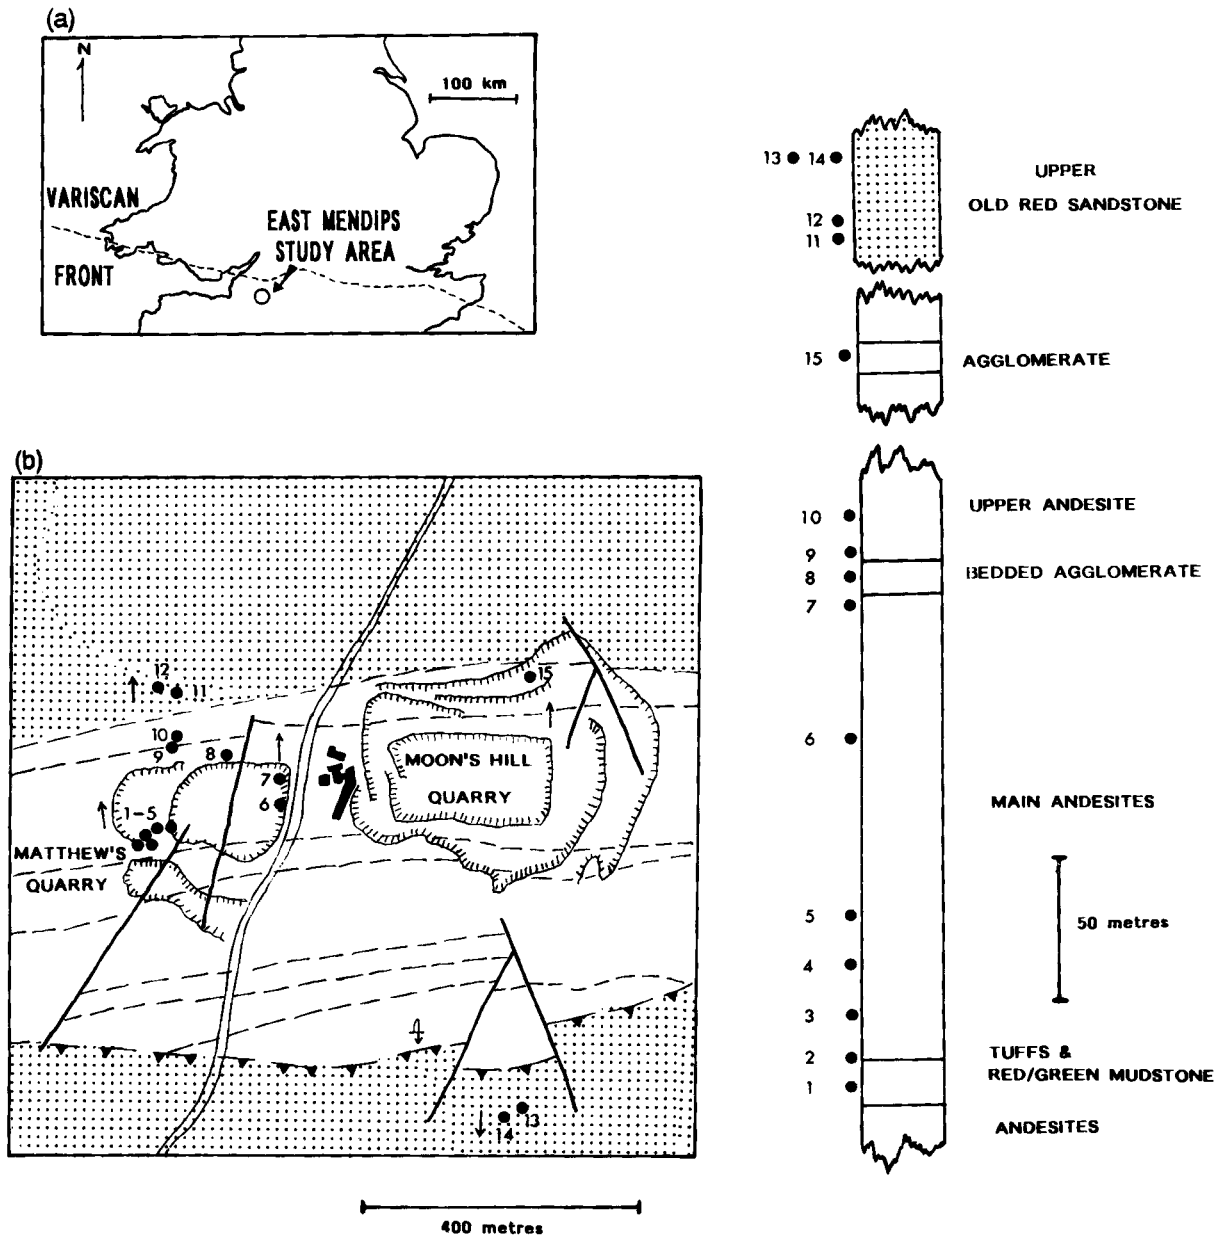 (a)
N
100 km
VARISCAN
FRONT
EAST MENDIPS
STUDY AREA
(b)
12
11
10
9
8
7
6
1-5
15
MOON'S HILL
QUARRY
MATTHEW'S
QUARRY
13
14
400 metres
13
14
12
11
UPPER
OLD RED SANDSTONE
15
AGGLOMERATE
10
UPPER ANDESITE
9
8
BEDDED AGGLOMERATE
7
6
MAIN ANDESITES
5
50 metres
4
3
2
TUFFS &
RED/GREEN MUDSTONE
1
ANDESITES